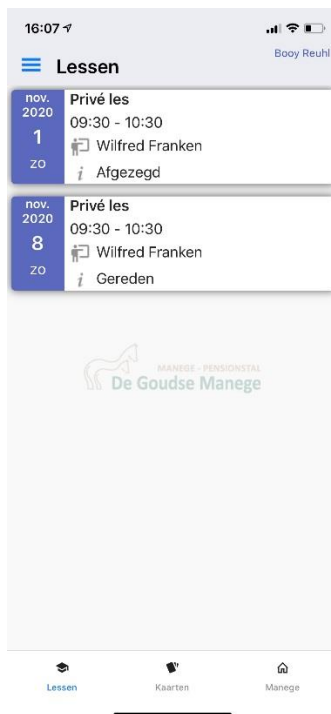 16:07
Booy Reuhl
Lessen
nov.
2020
1
zo
Privé les
09:30 - 10:30
Wilfred Franken
i Afgezegd
nov.
2020
8
zo
Privé les
09:30 - 10:30
Wilfred Franken
i Gereden
MANEGE - PENSIONSTAL
De Goudse Manege
Lessen
Kaarten
Manege